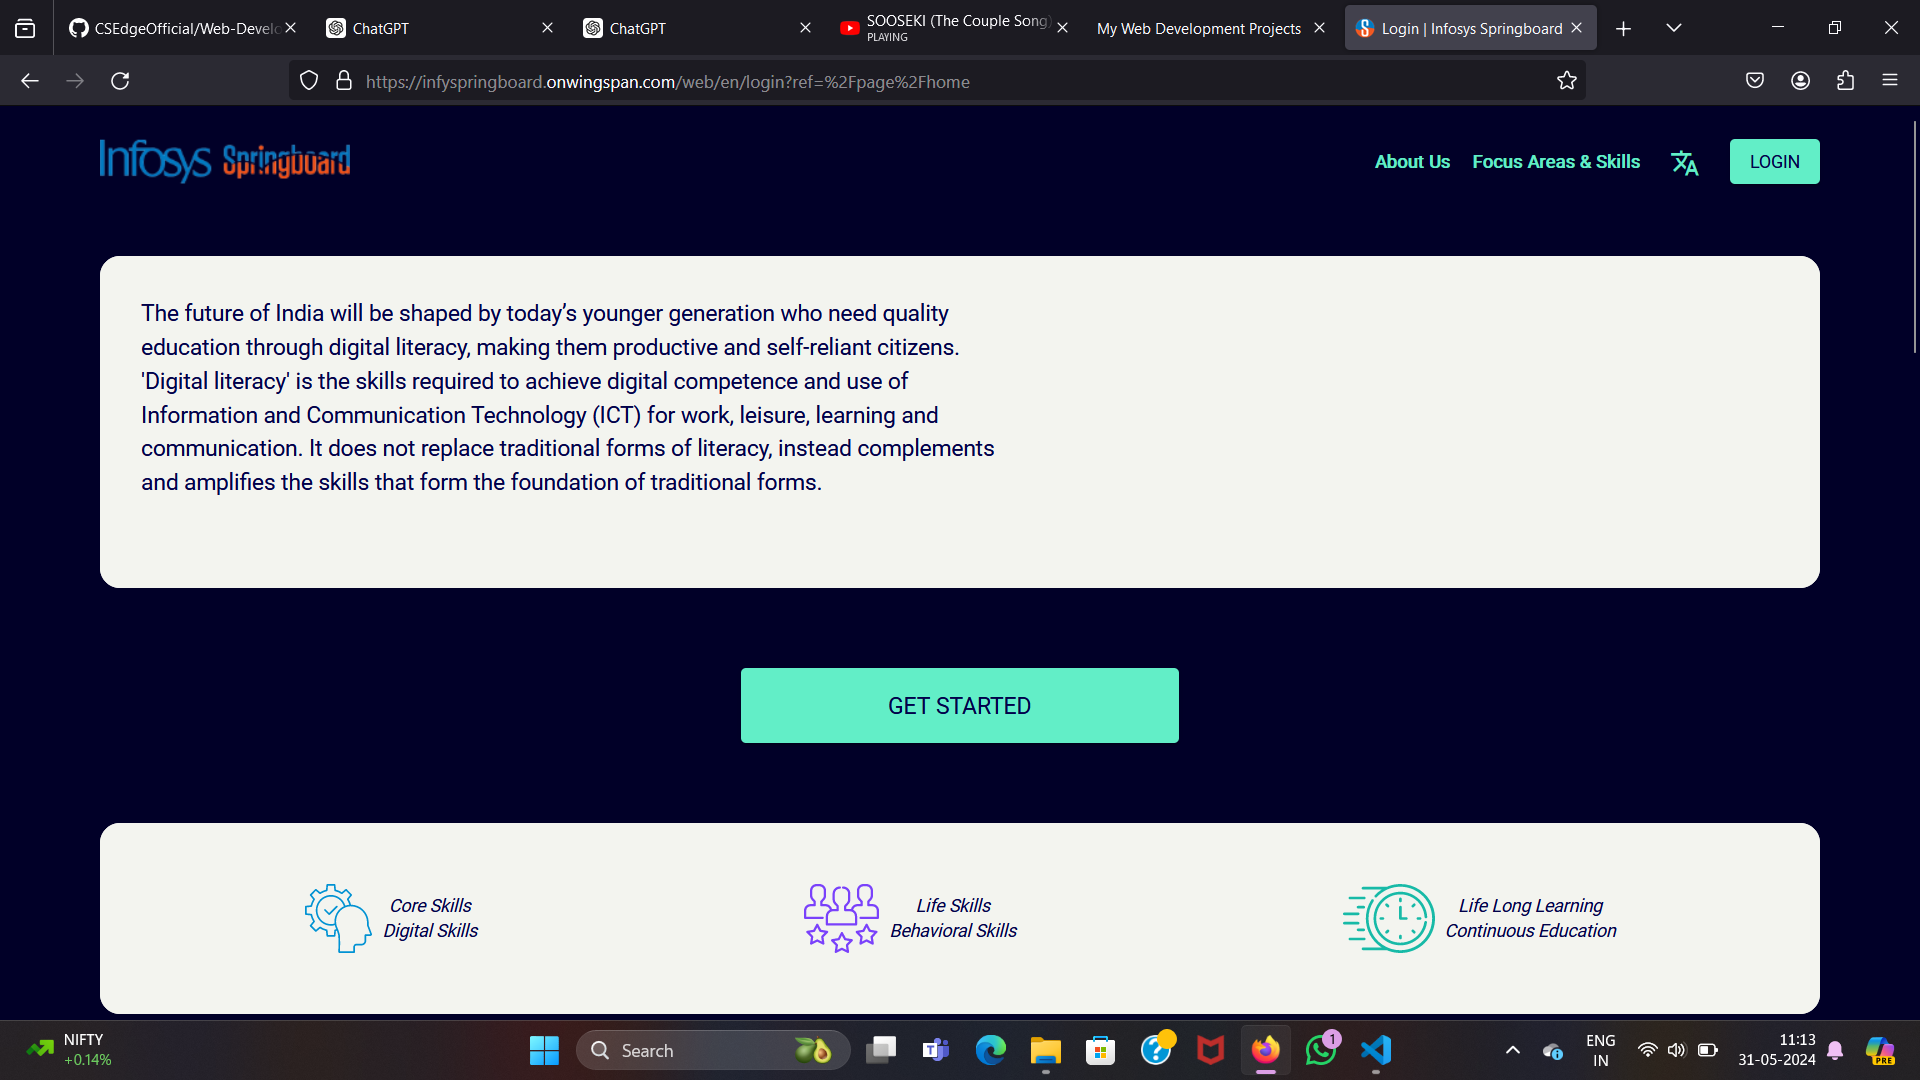 CSEdgeOfficial/Web-Develo
ChatGPT
ChatGPT
SOOSEKI (The Couple Song)
PLAYING
My Web Development Projects
Login | Infosys Springboard
https://infyspringboard.onwingspan.com/web/en/login?ref=%2Fpage%2Fhome
Infosys Springboard
About Us
Focus Areas & Skills
LOGIN
The future of India will be shaped by today’s younger generation who need quality
education through digital literacy, making them productive and self-reliant citizens.
'Digital literacy' is the skills required to achieve digital competence and use of
Information and Communication Technology (ICT) for work, leisure, learning and
communication. It does not replace traditional forms of literacy, instead complements
and amplifies the skills that form the foundation of traditional forms.
GET STARTED
Core Skills
Digital Skills
Life Skills
Behavioral Skills
Life Long Learning
Continuous Education
NIFTY
+0.14%
Search
1
ENG
IN
11:13
31-05-2024
PRE